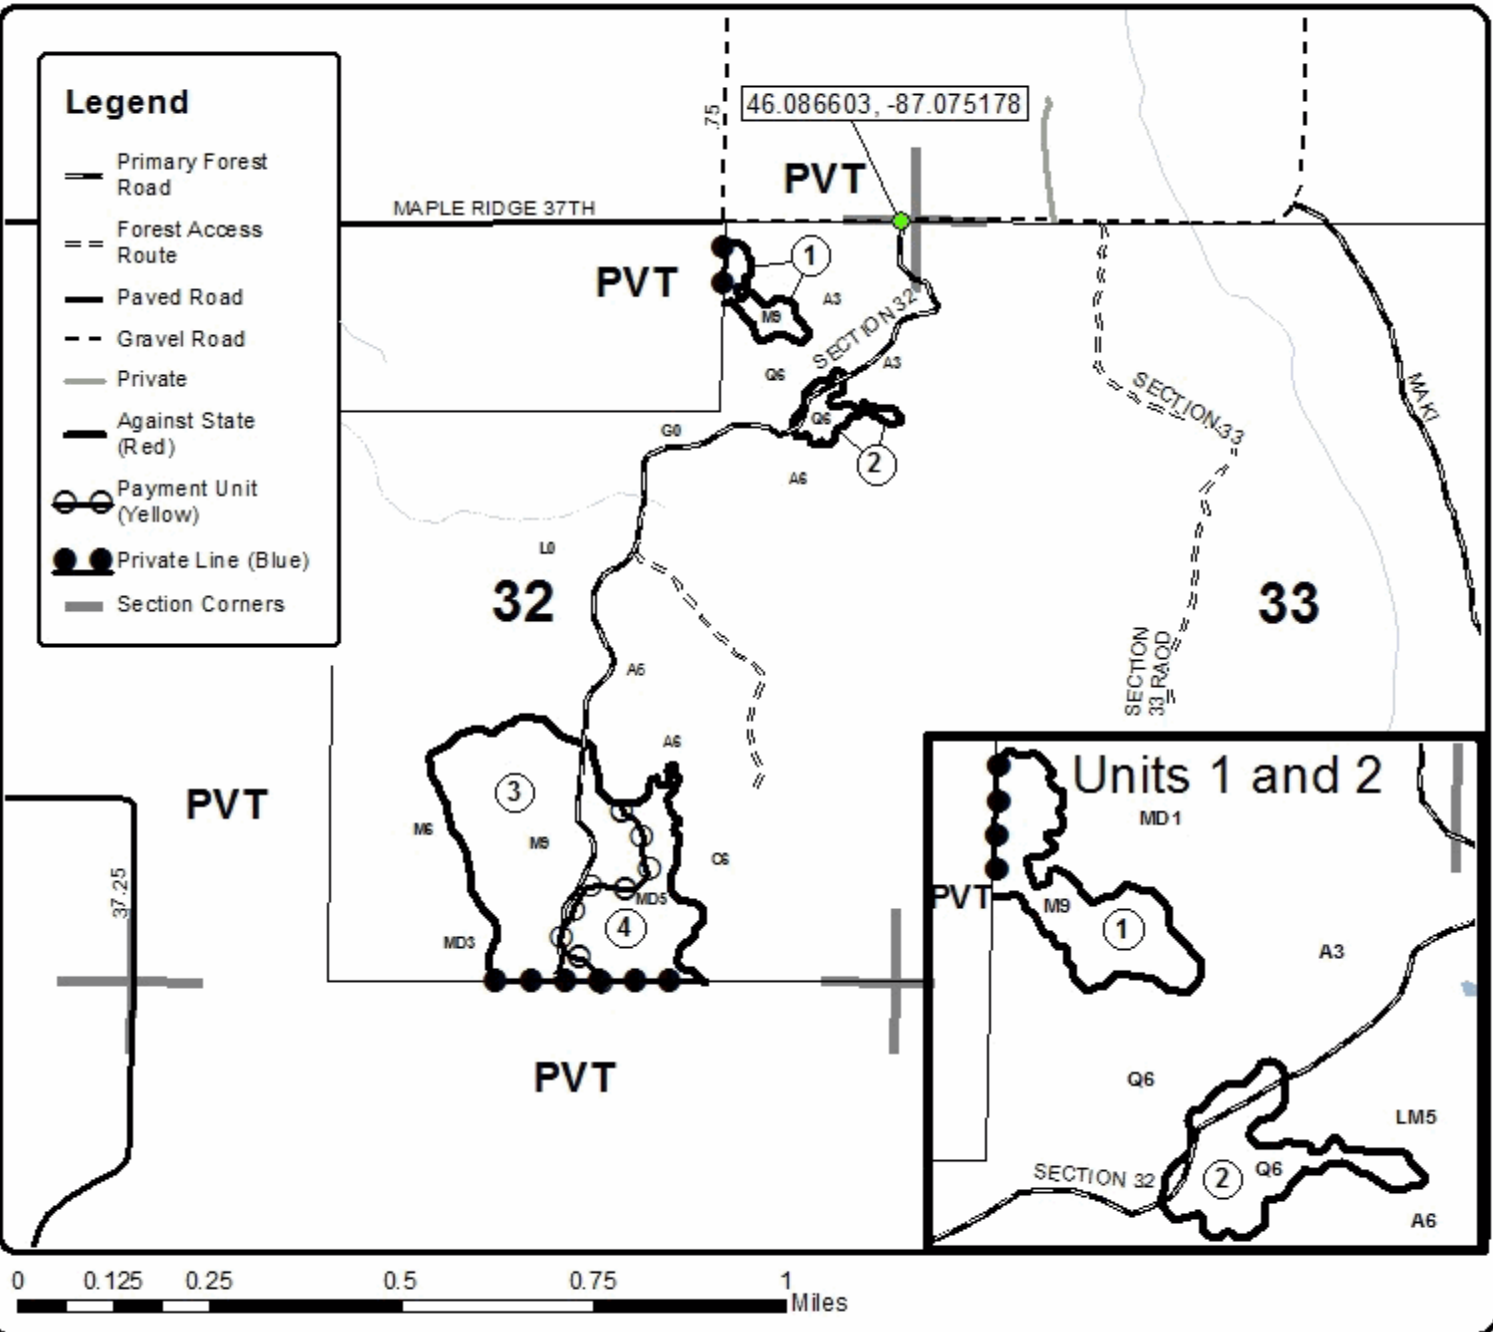 Legend
Primary Forest
Road
Forest Access
Route
Paved Road
Gravel Road
Private
Against State
(Red)
Payment Unit
(Yellow)
Private Line (Blue)
Section Corners
.75
46.086603, -87.075178
PVT
MAPLE RIDGE 37TH
PVT
1
A3
M9
SECTION 32
A3
Q6
Q6
G0
2
A6
SECTION 33
MAKI
L0
32
33
A6
SECTION
33 RAOD
A6
3
PVT
M6
M9
C6
37.25
MD5
4
MD3
PVT
Units 1 and 2
MD1
PVT
M9
1
A3
Q6
LM5
SECTION 32
2
Q6
A6
0 0.125 0.25 0.5 0.75 1
Miles